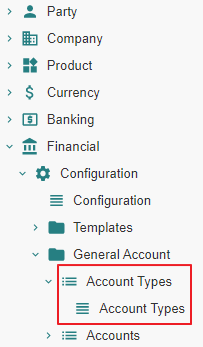 Party
Company
Product
Currency
Banking
Financial
Configuration
Configuration
Templates
General Account
Account Types
Account Types
Accounts